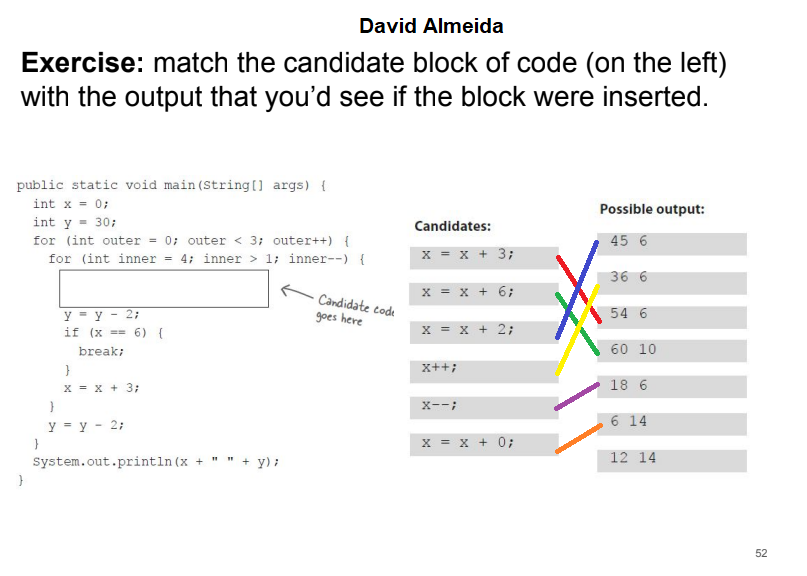 David Almeida
Exercise: match the candidate block of code (on the left)
with the output that you'd see if the block were inserted.
public static void main(String[] args) {
int x = 0;
int y = 30;
for (int outer = 0; outer < 3; outer++) {
for (int inner = 4; inner > 1; inner--) {
Candidate code
goes here
y = y - 2;
if (x == 6) {
break;
}
x = x + 3;
}
y = y - 2;
}
System.out.println(x + " " + y);
}
Candidates:
x = x + 3;
x = x + 6;
x = x + 2;
x++;
x--;
x = x + 0;
Possible output:
45 6
36 6
54 6
60 10
18 6
6 14
12 14
52